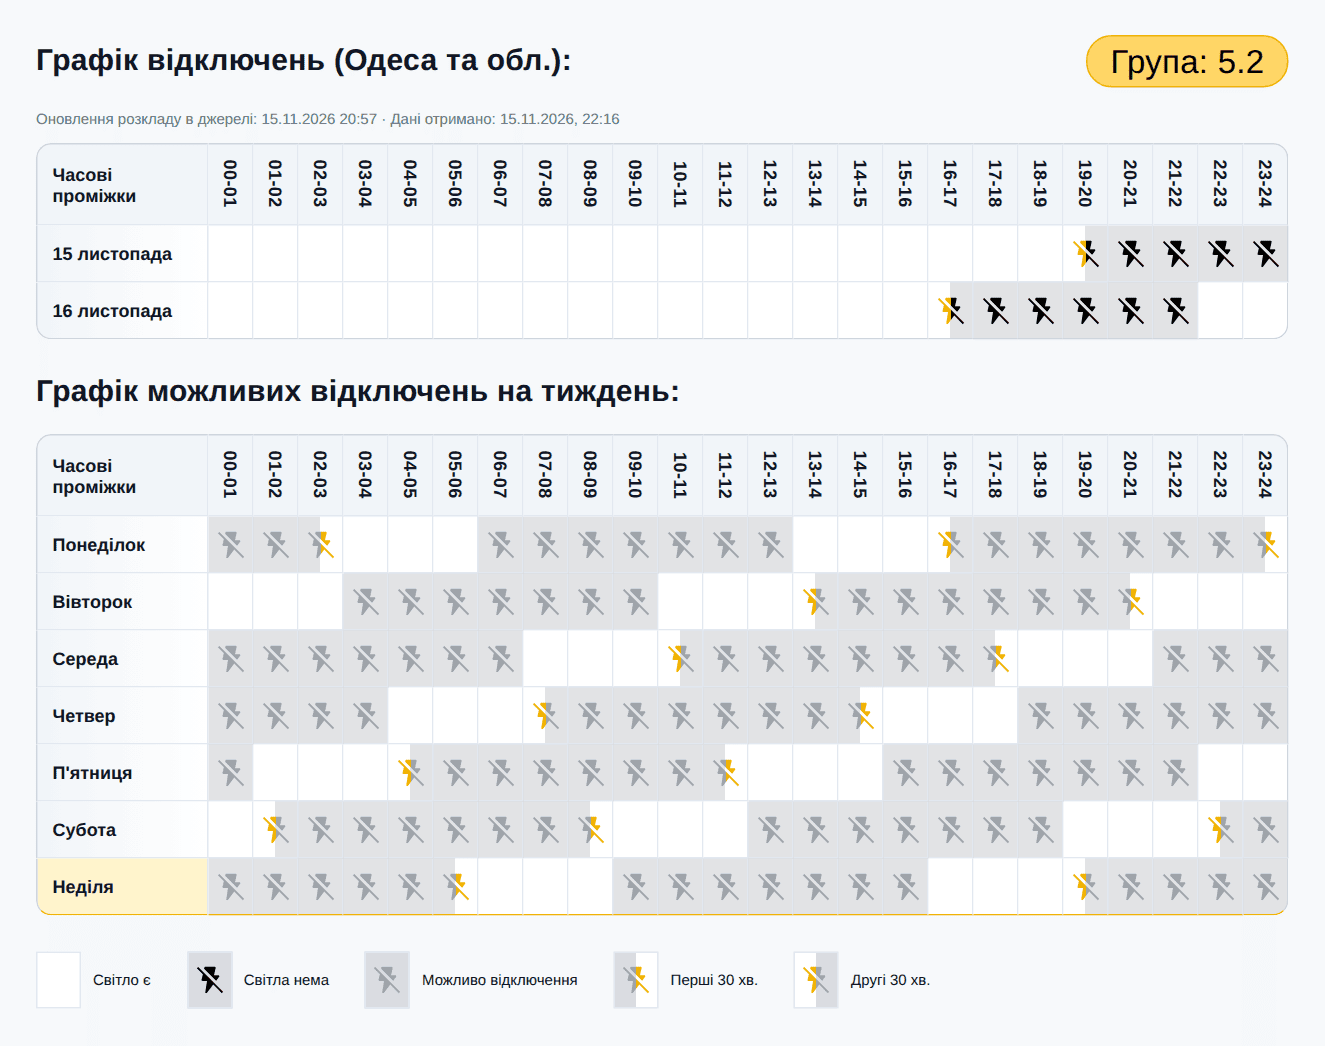 Графік відключень (Одеса та обл.):
Група: 5.2
Оновлення розкладу в джерелі: 15.11.2026 20:57 · Дані отримано: 15.11.2026, 22:16
Часові проміжки 00-01 01-02 02-03 03-04 04-05 05-06 06-07 07-08 08-09 09-10 10-11 11-12 12-13 13-14 14-15 15-16 16-17 17-18 18-19 19-20 20-21 21-22 22-23 23-24
15 листопада
16 листопада
Графік можливих відключень на тиждень:
Часові проміжки 00-01 01-02 02-03 03-04 04-05 05-06 06-07 07-08 08-09 09-10 10-11 11-12 12-13 13-14 14-15 15-16 16-17 17-18 18-19 19-20 20-21 21-22 22-23 23-24
Понеділок
Вівторок
Середа
Четвер
П'ятниця
Субота
Неділя
Світло є Світла нема Можливо відключення Перші 30 хв. Другі 30 хв.